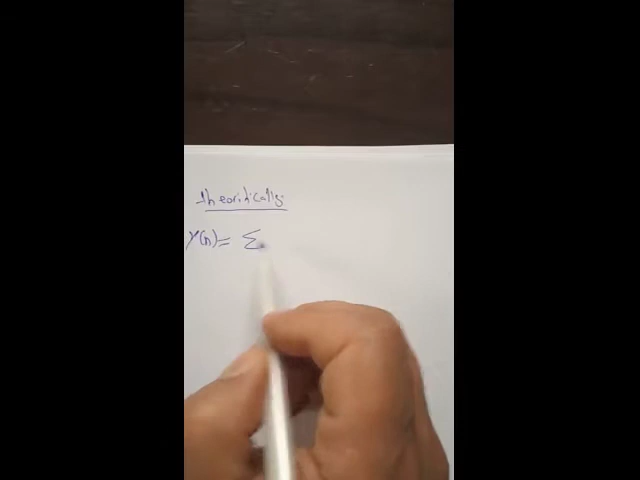 theoritically
y(n) = Σ